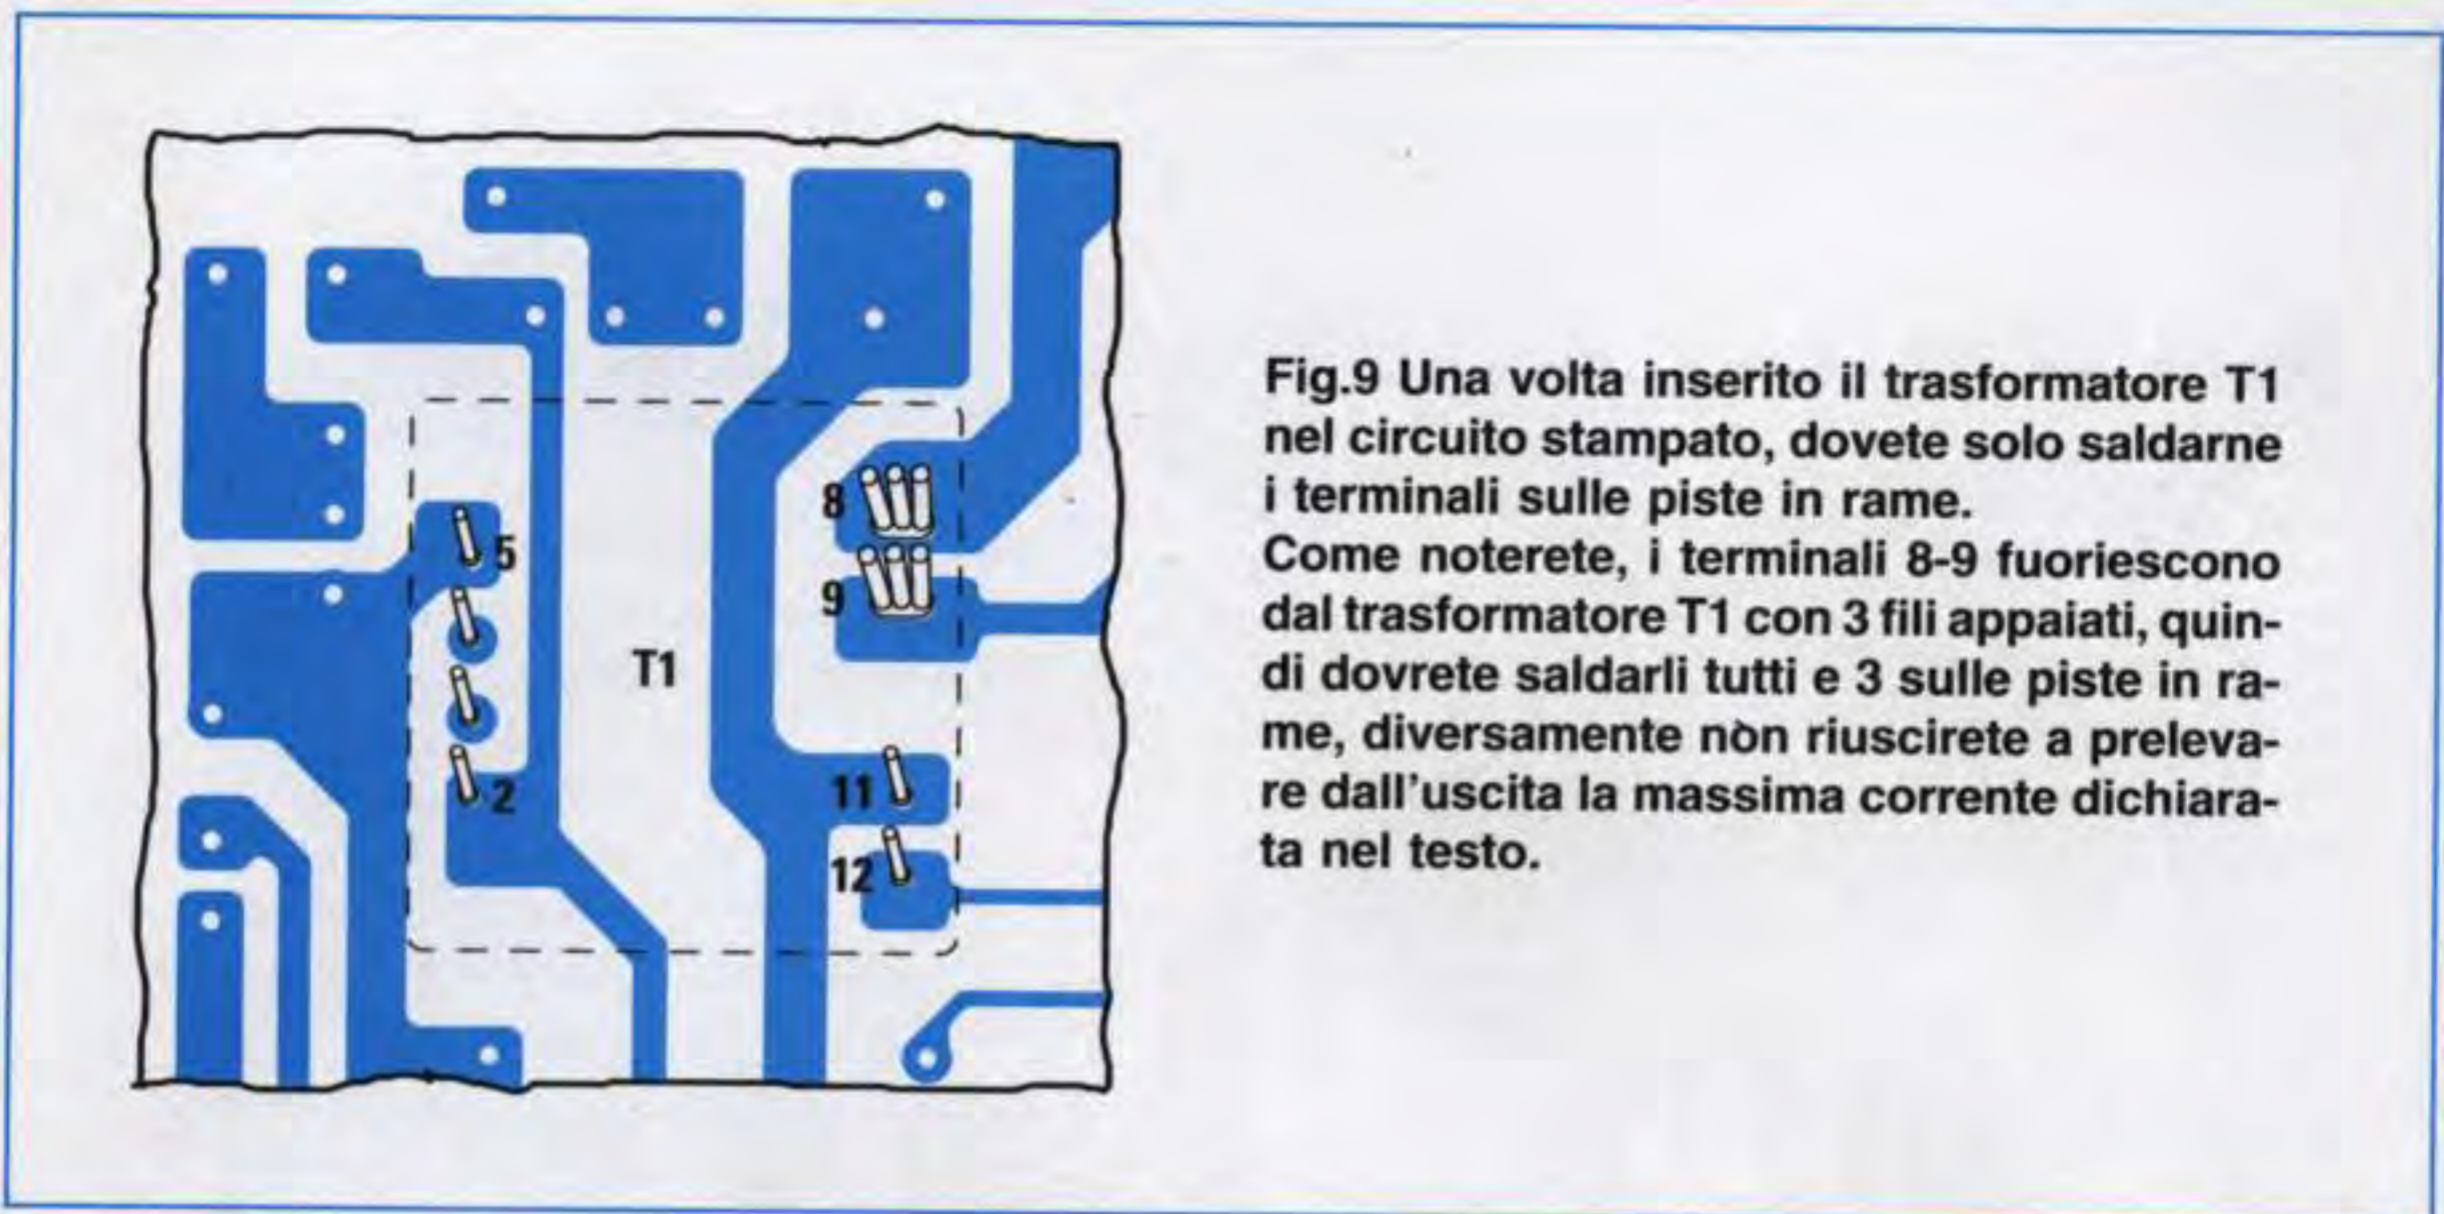 5
2
T1
8
9
11
12
Fig.9 Una volta inserito il trasformatore T1
nel circuito stampato, dovete solo saldarne
i terminali sulle piste in rame.
Come noterete, i terminali 8-9 fuoriescono
dal trasformatore T1 con 3 fili appaiati, quin-
di dovrete saldarli tutti e 3 sulle piste in ra-
me, diversamente non riuscirete a preleva-
re dall'uscita la massima corrente dichiara-
ta nel testo.